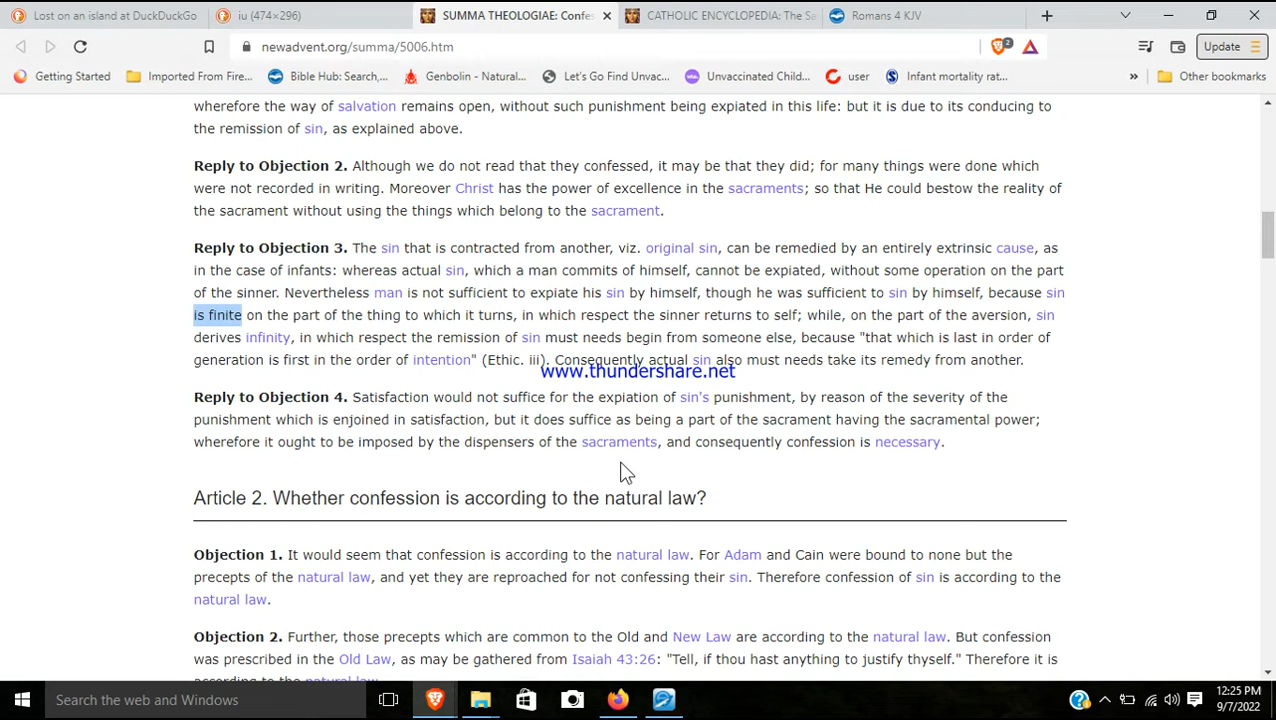 Lost on an island at DuckDuckGo
iu (474×296)
SUMMA THEOLOGIAE: Confes
CATHOLIC ENCYCLOPEDIA: The Sa
Romans 4 KJV
newadvent.org/summa/5006.htm
2
Update
Getting Started
Imported From Fire...
Bible Hub: Search,...
Genbolin - Natural...
Let's Go Find Unvac...
Unvaccinated Child...
user
Infant mortality rat...
»
Other bookmarks
wherefore the way of salvation remains open, without such punishment being expiated in this life: but it is due to its conducing to
the remission of sin, as explained above.
Reply to Objection 2. Although we do not read that they confessed, it may be that they did; for many things were done which
were not recorded in writing. Moreover Christ has the power of excellence in the sacraments; so that He could bestow the reality of
the sacrament without using the things which belong to the sacrament.
Reply to Objection 3. The sin that is contracted from another, viz. original sin, can be remedied by an entirely extrinsic cause, as
in the case of infants: whereas actual sin, which a man commits of himself, cannot be expiated, without some operation on the part
of the sinner. Nevertheless man is not sufficient to expiate his sin by himself, though he was sufficient to sin by himself, because sin
is finite on the part of the thing to which it turns, in which respect the sinner returns to self; while, on the part of the aversion, sin
derives infinity, in which respect the remission of sin must needs begin from someone else, because "that which is last in order of
generation is first in the order of intention" (Ethic. iii). Consequently actual sin also must needs take its remedy from another.
www.thundershare.net
Reply to Objection 4. Satisfaction would not suffice for the expiation of sin's punishment, by reason of the severity of the
punishment which is enjoined in satisfaction, but it does suffice as being a part of the sacrament having the sacramental power;
wherefore it ought to be imposed by the dispensers of the sacraments, and consequently confession is necessary.
Article 2. Whether confession is according to the natural law?
Objection 1. It would seem that confession is according to the natural law. For Adam and Cain were bound to none but the
precepts of the natural law, and yet they are reproached for not confessing their sin. Therefore confession of sin is according to the
natural law.
Objection 2. Further, those precepts which are common to the Old and New Law are according to the natural law. But confession
was prescribed in the Old Law, as may be gathered from Isaiah 43:26: "Tell, if thou hast anything to justify thyself." Therefore it is
according to the natural law.
Search the web and Windows
12:25 PM
9/7/2022